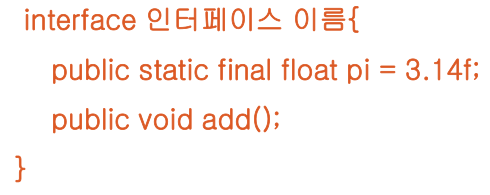 interface 인터페이스 이름{
public static final float pi = 3.14f;
public void add();
}